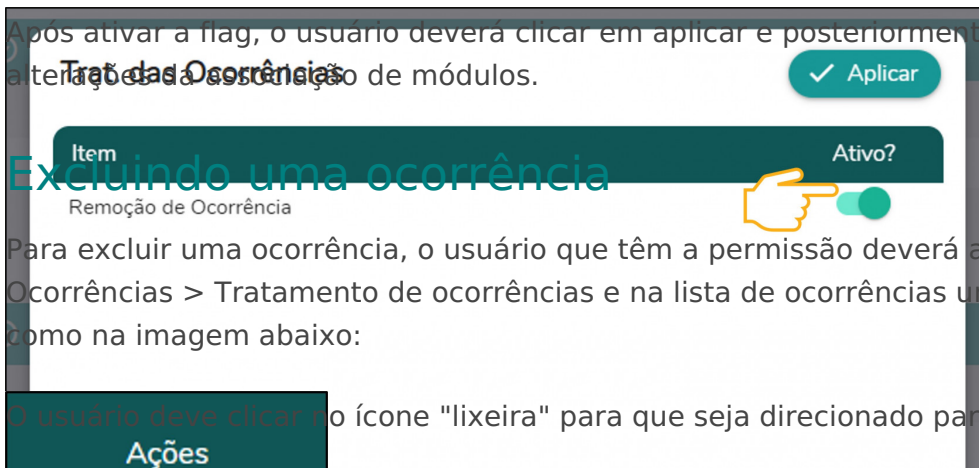 Após ativar a flag, o usuário deverá clicar em aplicar e posteriorment
alterações da associação de módulos.
Trat. das Ocorrências
Aplicar
Item
Ativo?
Excluindo uma ocorrência
Remoção de Ocorrência
Para excluir uma ocorrência, o usuário que têm a permissão deverá a
Ocorrências > Tratamento de ocorrências e na lista de ocorrências u
como na imagem abaixo:
O usuário deve clicar no ícone "lixeira" para que seja direcionado par
Ações